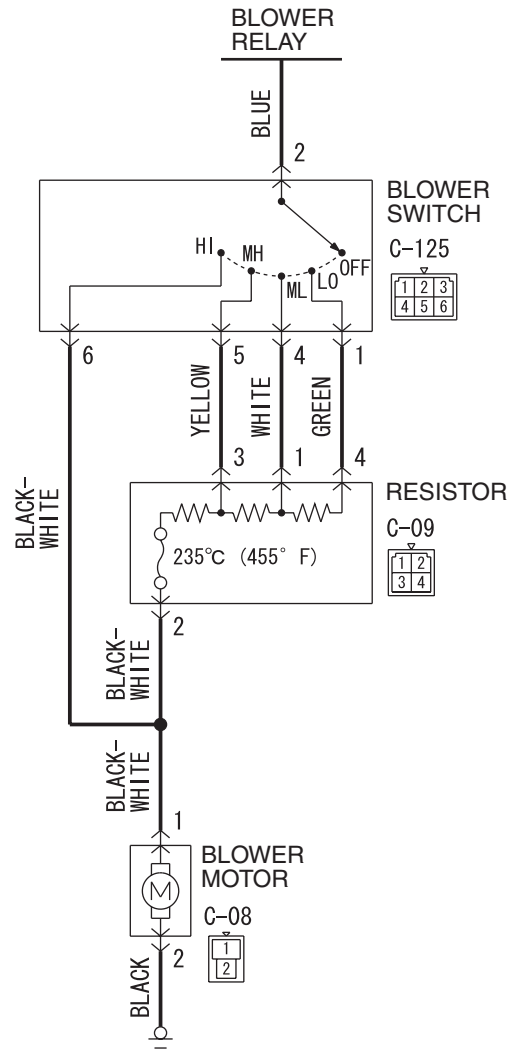 BLOWER
RELAY
BLUE
2
BLOWER
SWITCH
C-125
1 2 3
4 5 6
HI
MH
ML
LO
OFF
6
5
4
1
YELLOW
WHITE
GREEN
BLACK-
WHITE
3
1
4
RESISTOR
C-09
1 2
3 4
235°C (455° F)
2
BLACK-
WHITE
BLACK-
WHITE
1
BLOWER
MOTOR
M
C-08
1
2
2
BLACK